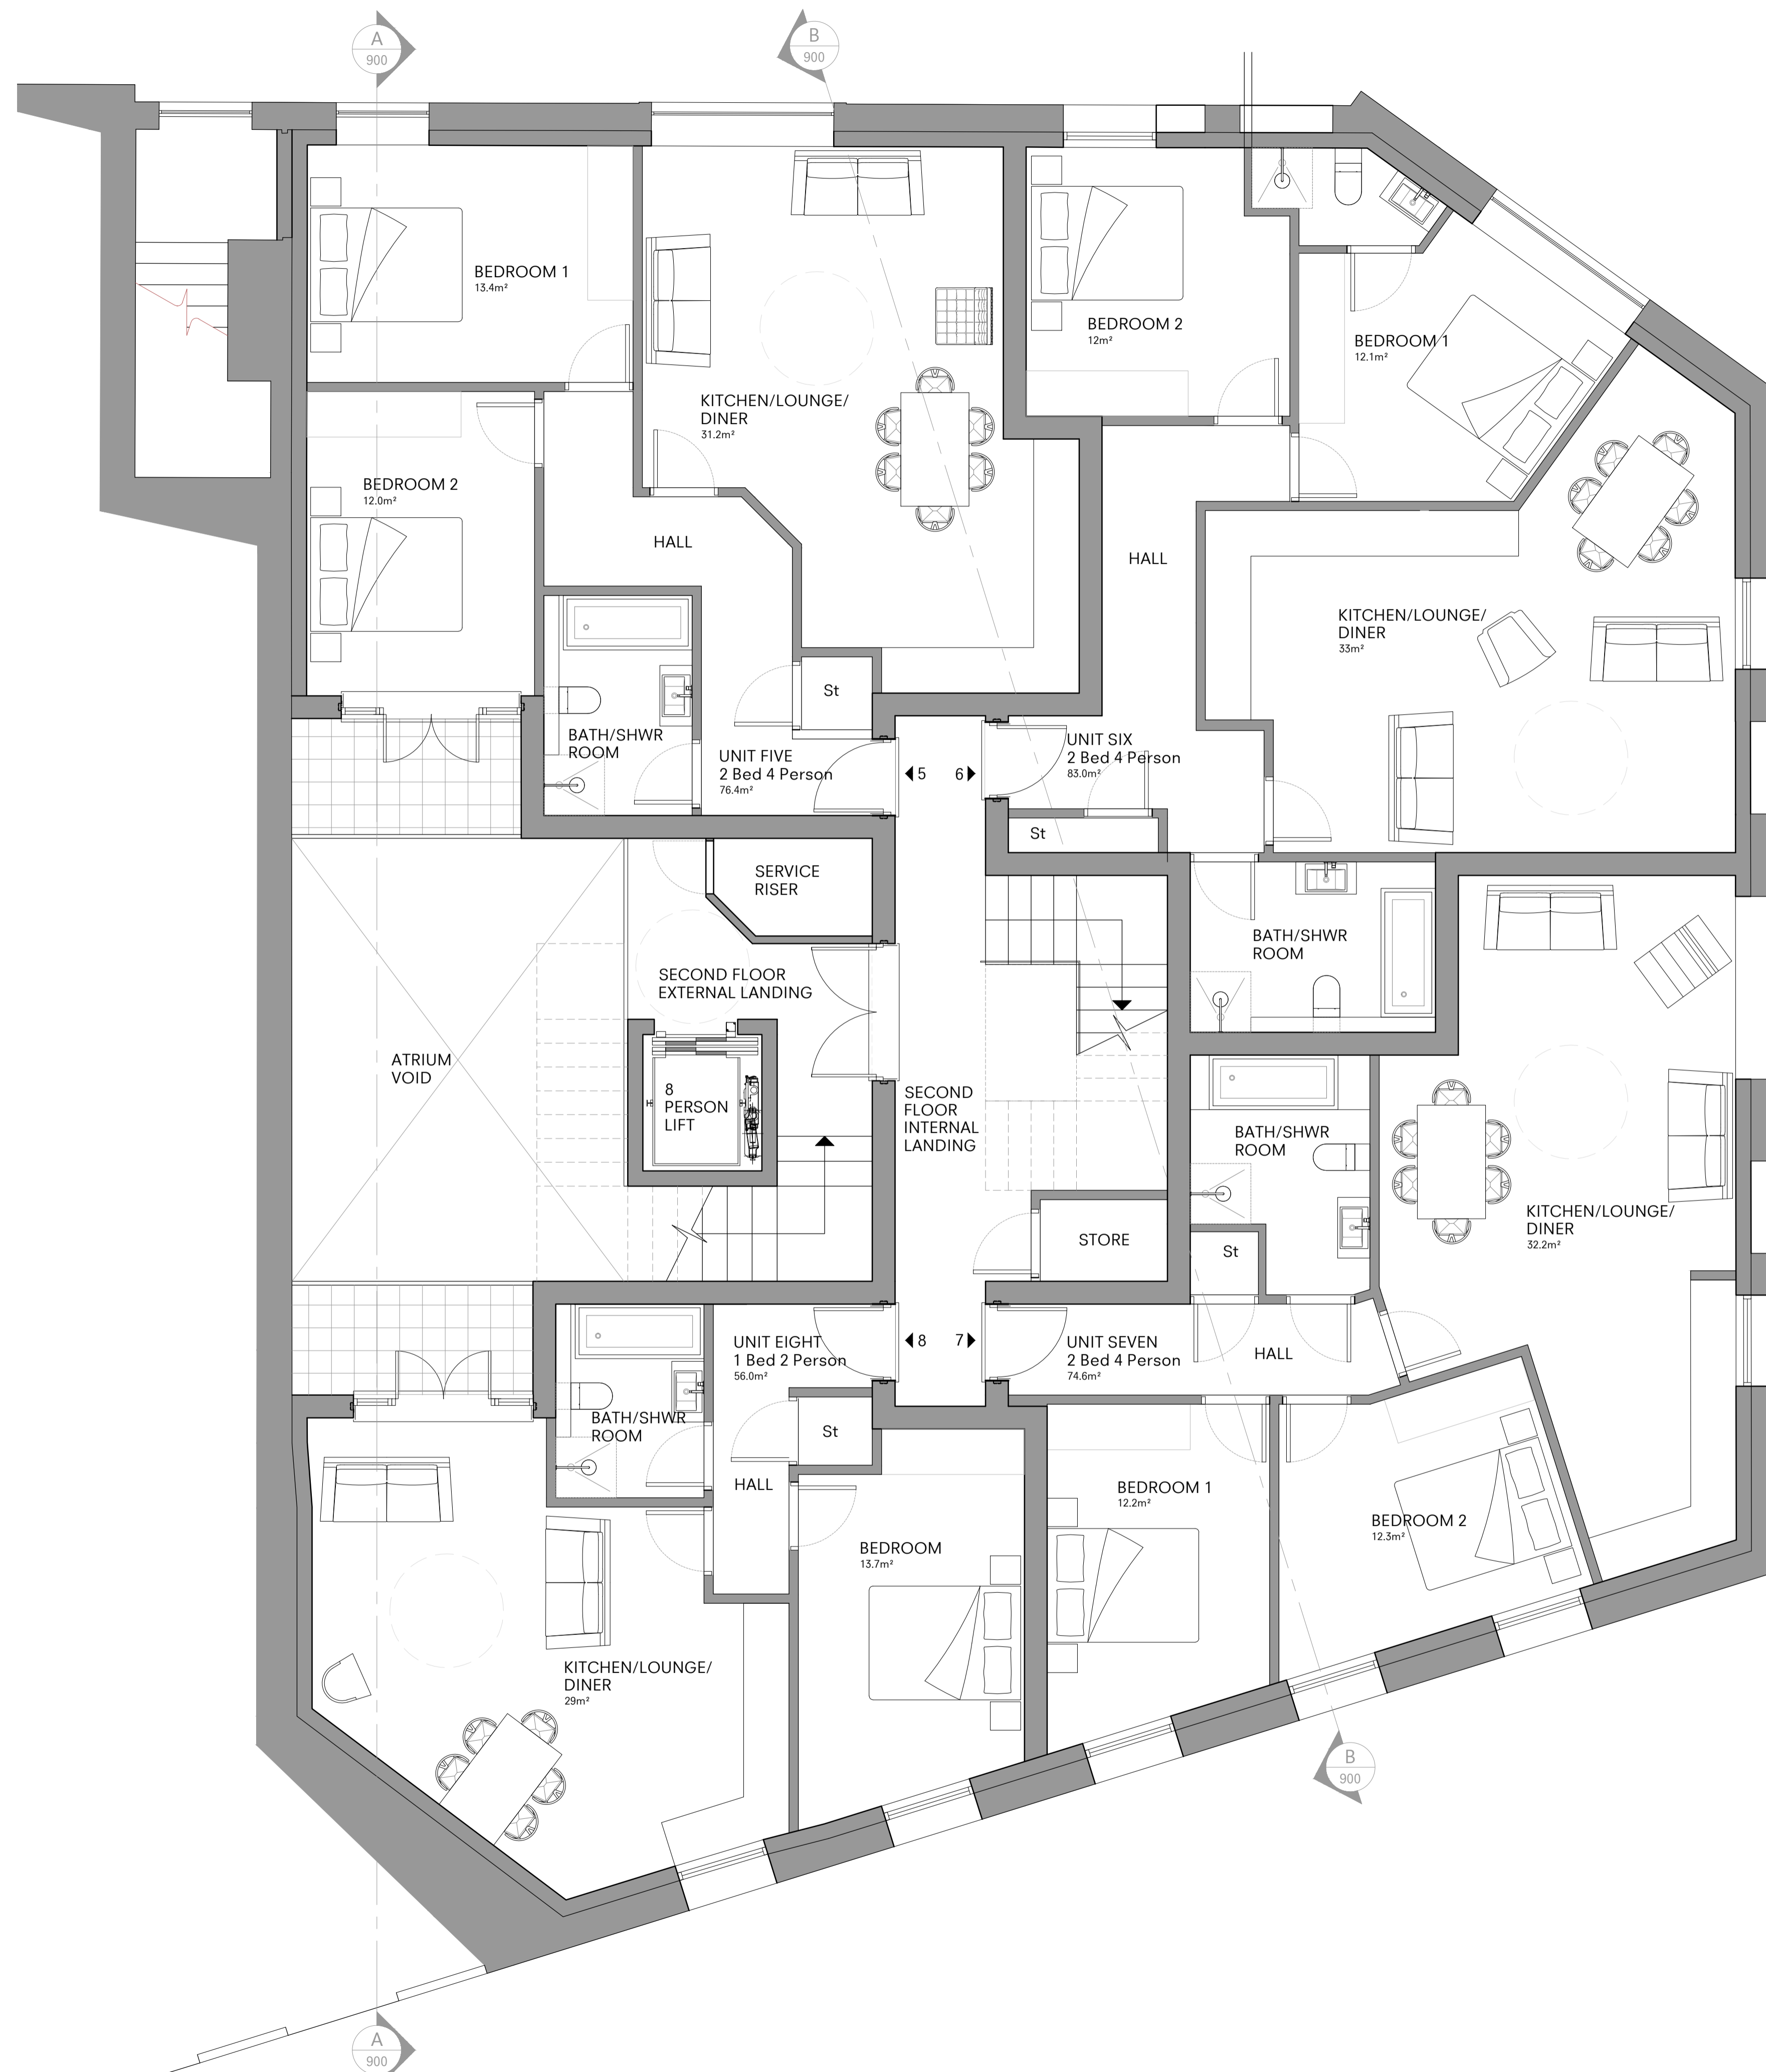 A
900
B
900
BEDROOM 1
13.4m²
BEDROOM 2
12m²
BEDROOM 1
12.1m²
KITCHEN/LOUNGE/
DINER
31.2m²
BEDROOM 2
12.0m²
HALL
HALL
KITCHEN/LOUNGE/
DINER
33m²
St
BATH/SHWR
ROOM
UNIT FIVE
2 Bed 4 Person
76.4m²
5
6
UNIT SIX
2 Bed 4 Person
83.0m²
St
SERVICE
RISER
BATH/SHWR
ROOM
SECOND FLOOR
EXTERNAL LANDING
ATRIUM
VOID
8
PERSON
LIFT
SECOND
FLOOR
INTERNAL
LANDING
BATH/SHWR
ROOM
KITCHEN/LOUNGE/
DINER
32.2m²
STORE
St
UNIT EIGHT
1 Bed 2 Person
56.0m²
8
7
UNIT SEVEN
2 Bed 4 Person
74.6m²
HALL
BATH/SHWR
ROOM
St
HALL
BEDROOM 1
12.2m²
BEDROOM 2
12.3m²
BEDROOM
13.7m²
KITCHEN/LOUNGE/
DINER
29m²
B
900
A
900